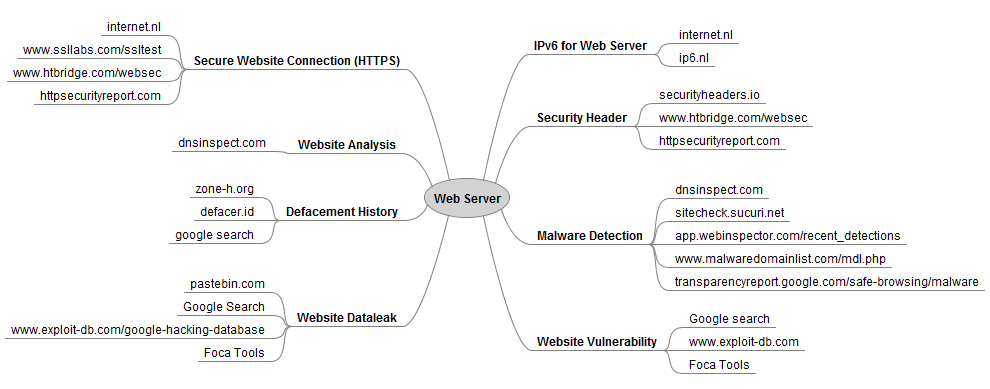 Web Server
Secure Website Connection (HTTPS)
internet.nl
www.ssllabs.com/ssltest
www.htbridge.com/websec
httpsecurityreport.com
Website Analysis
dnsinspect.com
Defacement History
zone-h.org
defacer.id
google search
Website Dataleak
pastebin.com
Google Search
www.exploit-db.com/google-hacking-database
Foca Tools
IPv6 for Web Server
internet.nl
ip6.nl
Security Header
securityheaders.io
www.htbridge.com/websec
httpsecurityreport.com
Malware Detection
dnsinspect.com
sitecheck.sucuri.net
app.webinspector.com/recent_detections
www.malwaredomainlist.com/mdl.php
transparencyreport.google.com/safe-browsing/malware
Website Vulnerability
Google search
www.exploit-db.com
Foca Tools